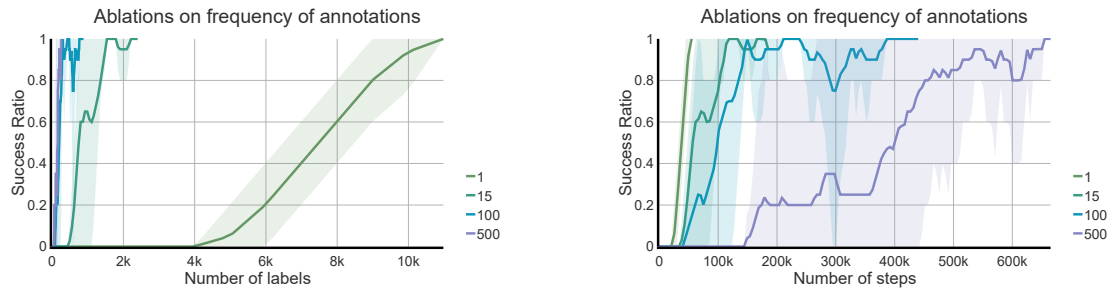 Ablations on frequency of annotations
1
0.8
0.6
0.4
0.2
0
Success Ratio
0
2k
4k
6k
8k
10k
Number of labels
1
15
100
500
Ablations on frequency of annotations
1
0.8
0.6
0.4
0.2
0
Success Ratio
0
100k
200k
300k
400k
500k
600k
Number of steps
1
15
100
500